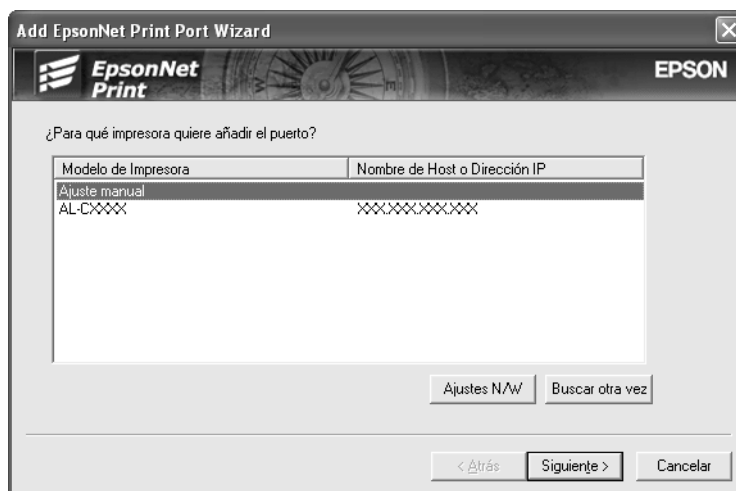 Add EpsonNet Print Port Wizard
EpsonNet
Print
EPSON
¿Para qué impresora quiere añadir el puerto?
Modelo de Impresora Nombre de Host o Dirección IP
Ajuste manual
AL-CXXXX XXX.XXX.XXX.XXX
Ajustes N/W Buscar otra vez
< Atrás Siguiente > Cancelar